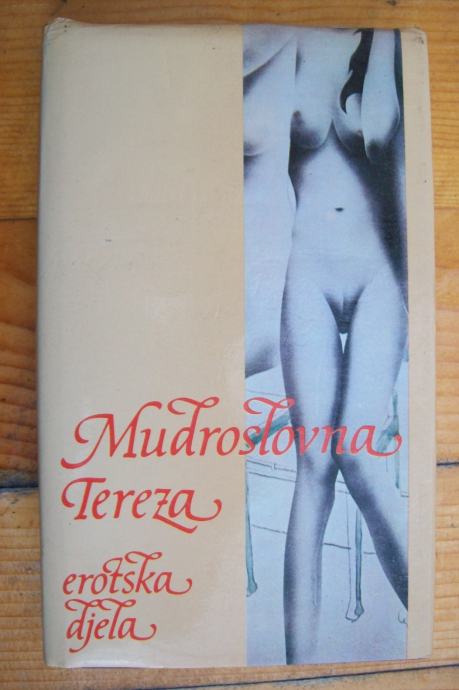 Mudroslovna
Tereza
erotska
djela